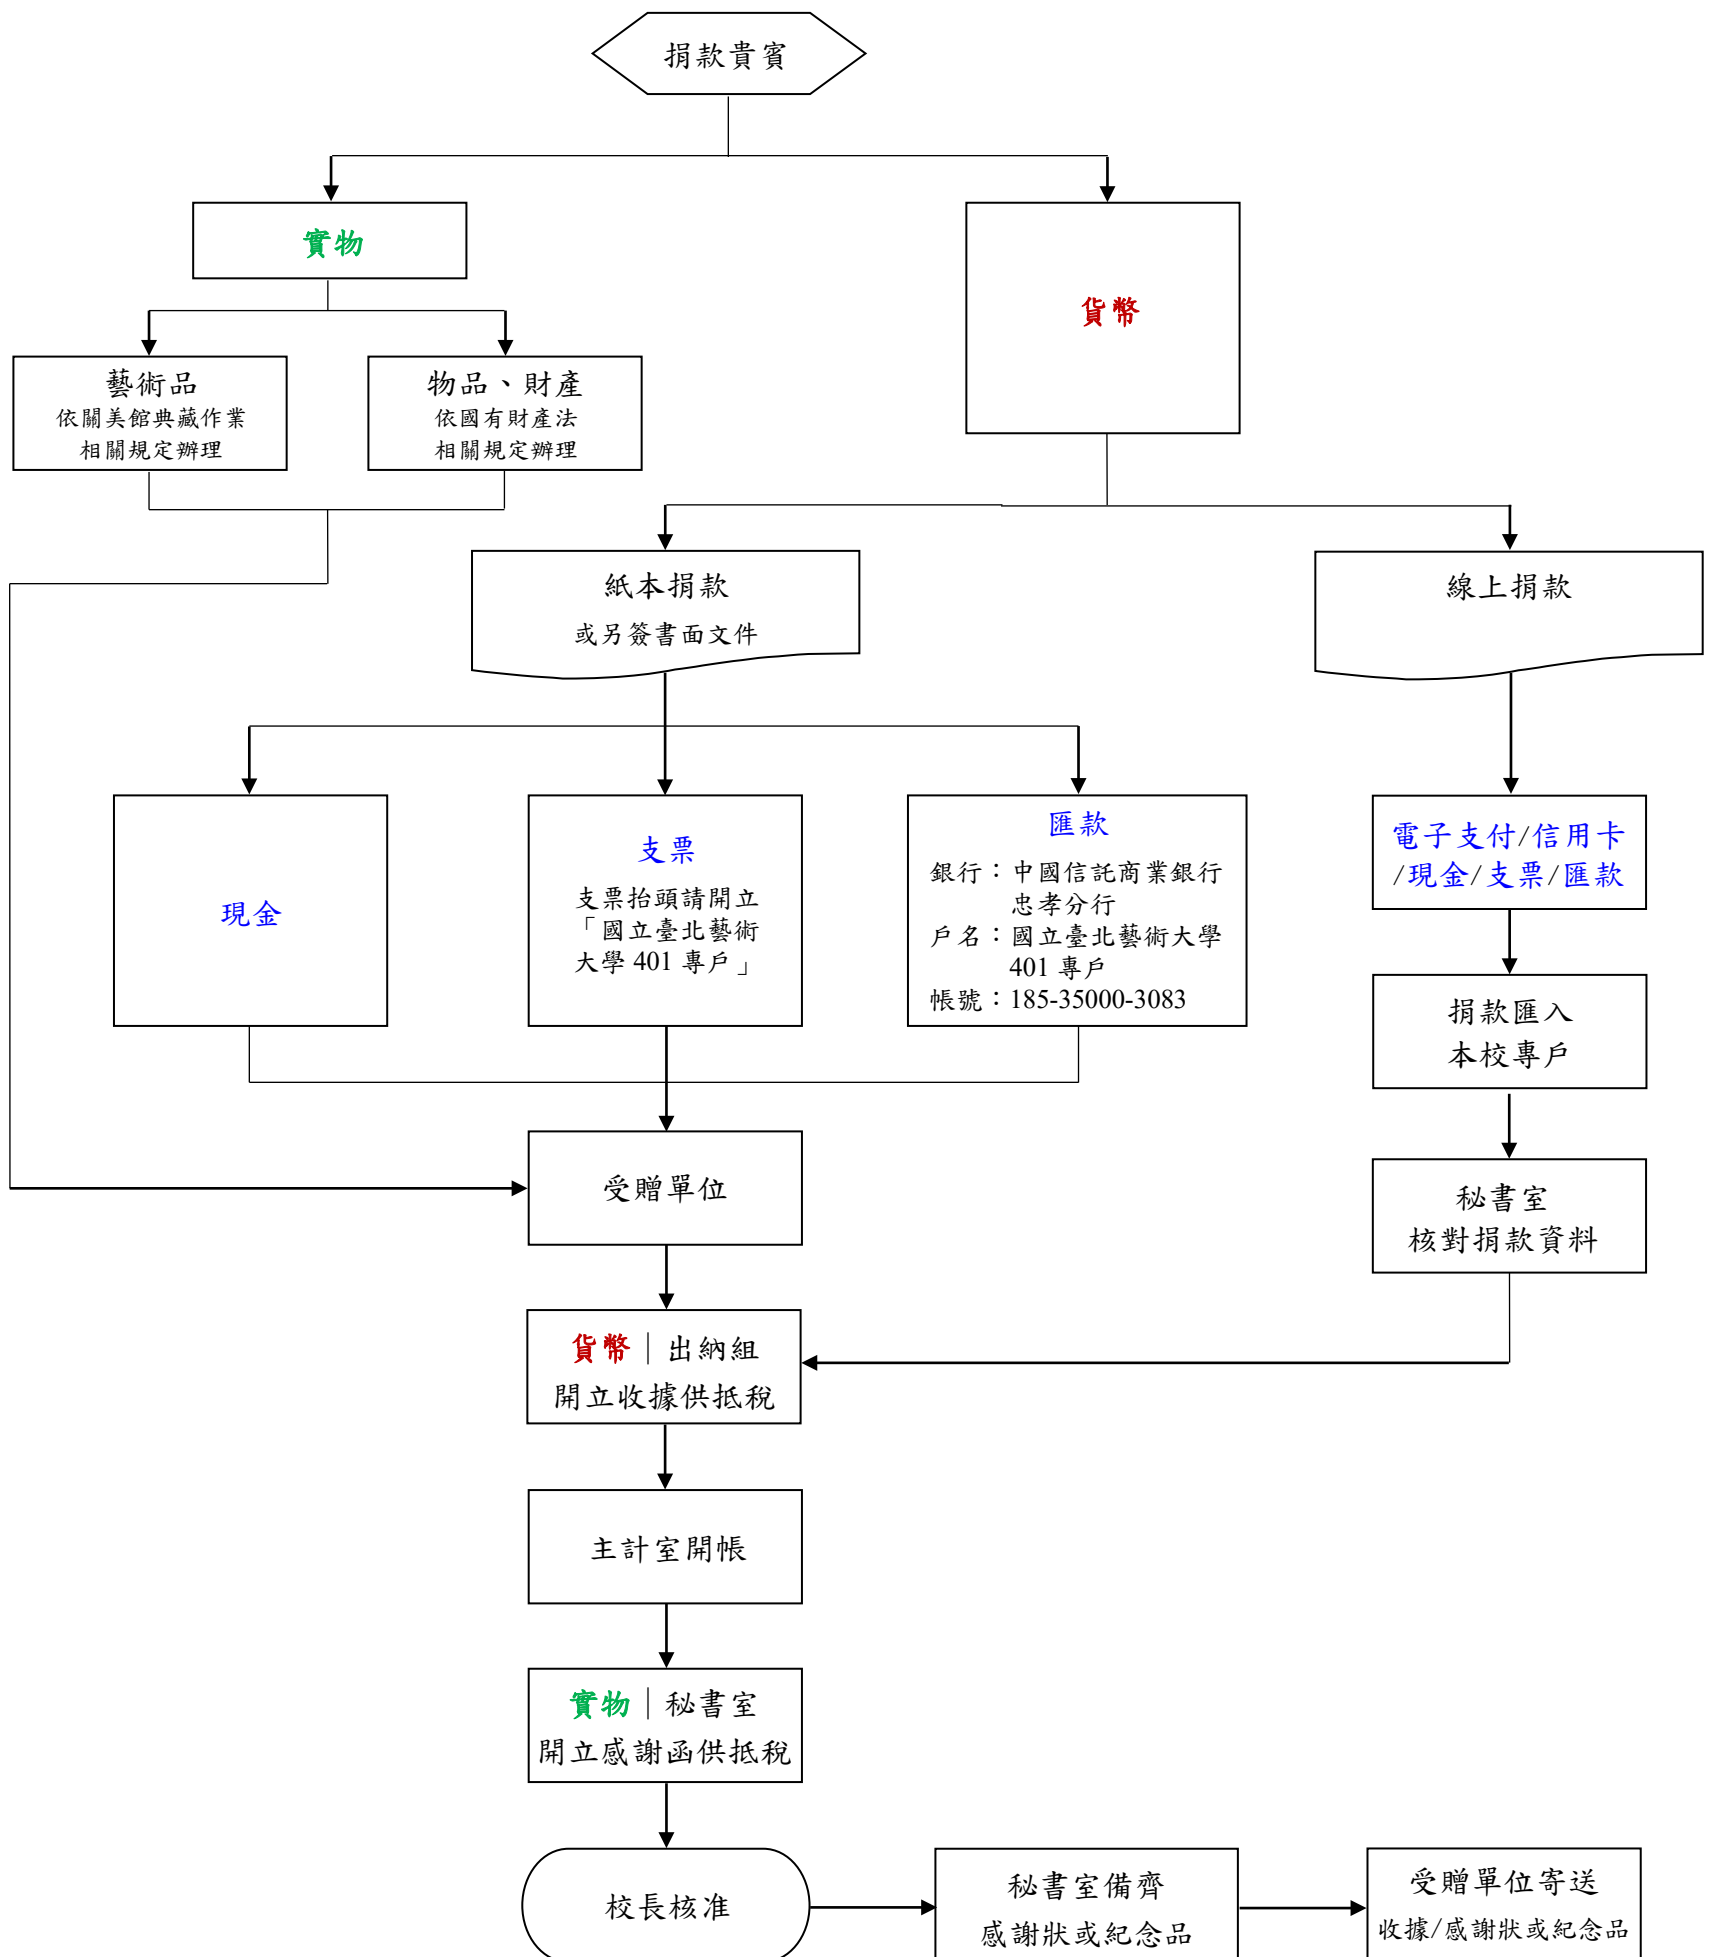 捐款貴賓
實物
貨幣
藝術品
依關美館典藏作業
相關規定辦理
物品、財產
依國有財產法
相關規定辦理
紙本捐款
或另簽書面文件
線上捐款
現金
支票
支票抬頭請開立
「國立臺北藝術
大學 401 專戶」
匯款
銀行：中國信託商業銀行
忠孝分行
戶名：國立臺北藝術大學
401 專戶
帳號：185-35000-3083
電子支付/信用卡
/現金/支票/匯款
捐款匯入
本校專戶
受贈單位
秘書室
核對捐款資料
貨幣｜出納組
開立收據供抵稅
主計室開帳
實物｜秘書室
開立感謝函供抵稅
校長核准
秘書室備齊
感謝狀或紀念品
受贈單位寄送
收據/感謝狀或紀念品